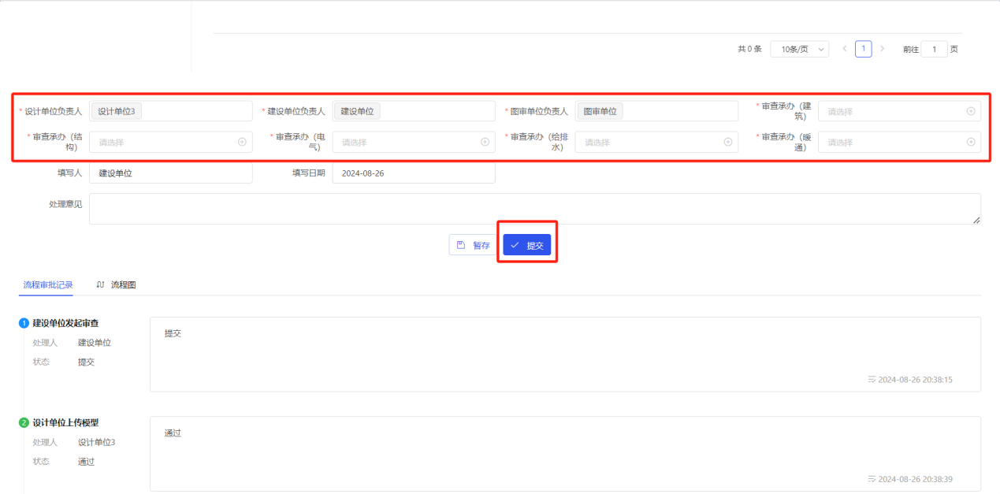 共 0 条 10条/页 1 前往 1 页
* 设计单位负责人 设计单位3 * 建设单位负责人 建设单位 * 图审单位负责人 图审单位 * 审查承办（建筑） 请选择
* 审查承办（结构） 请选择 * 审查承办（电气） 请选择 * 审查承办（给排水） 请选择 * 审查承办（暖通） 请选择
填写人 建设单位 填写日期 2024-08-26
处理意见
暂存 提交
流程审批记录 流程图
1 建设单位发起审查
提交
处理人 建设单位
状态 提交
2024-08-26 20:38:15
2 设计单位上传模型
通过
处理人 设计单位3
状态 通过
2024-08-26 20:38:39